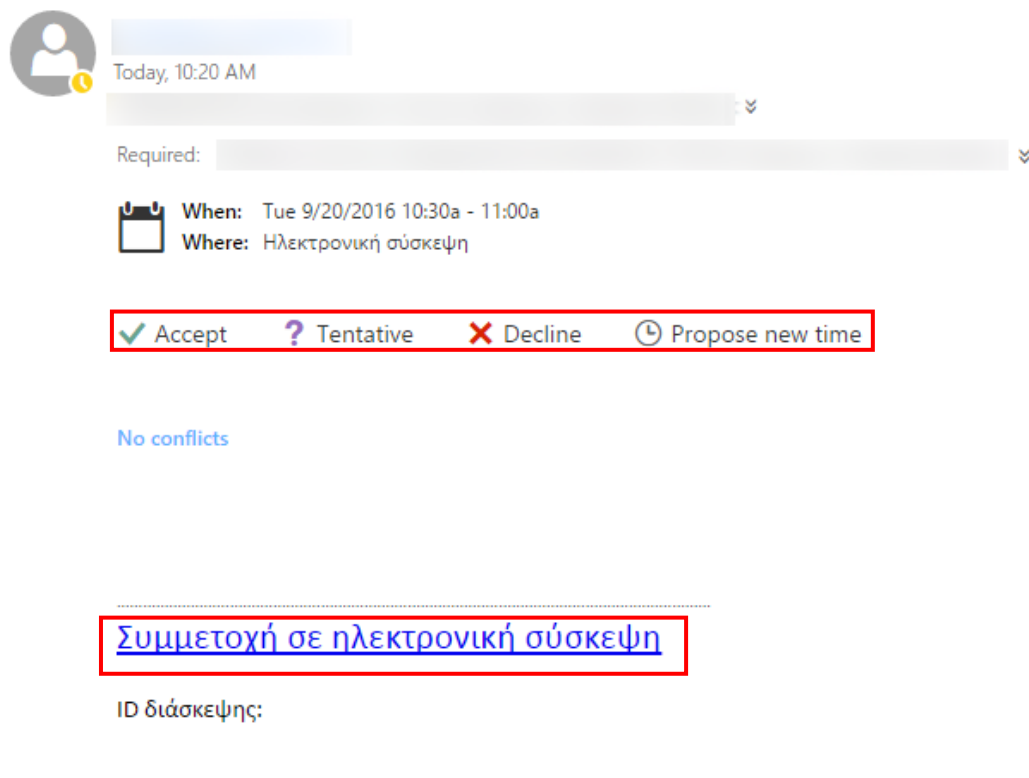 Today, 10:20 AM
Required:
When: Tue 9/20/2016 10:30a - 11:00a
Where: Ηλεκτρονική σύσκεψη
Accept ? Tentative Decline Propose new time
No conflicts
Συμμετοχή σε ηλεκτρονική σύσκεψη
ID διάσκεψης: